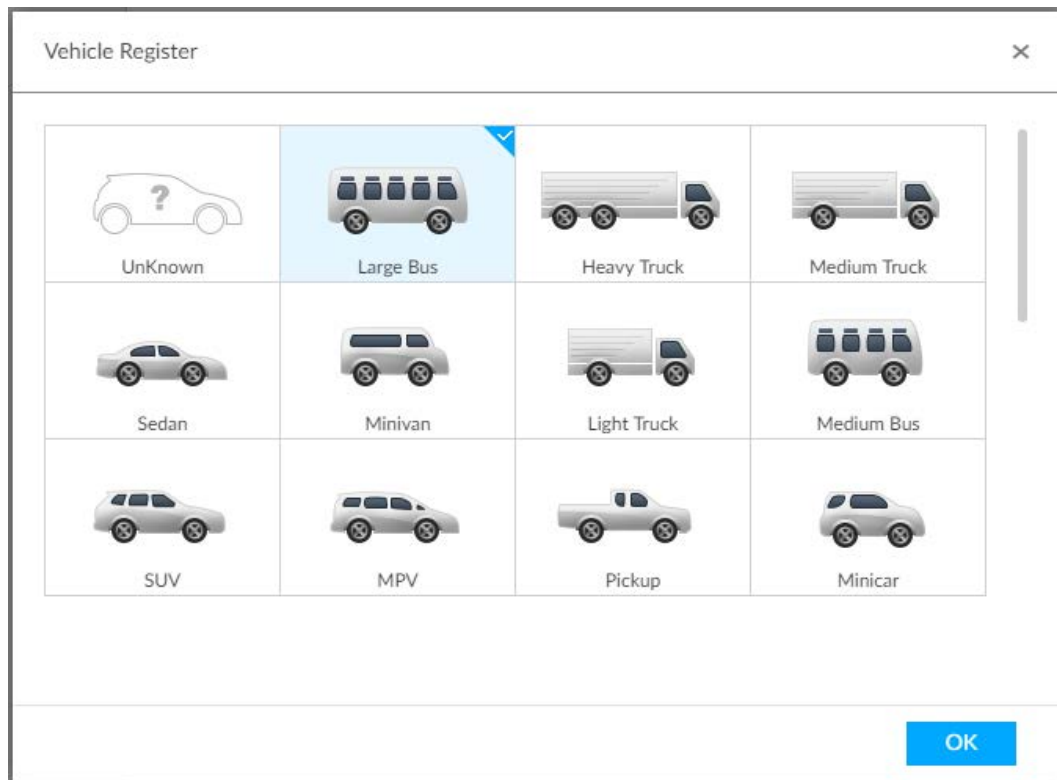 Vehicle Register
?
UnKnown
Large Bus
Heavy Truck
Medium Truck
Sedan
Minivan
Light Truck
Medium Bus
SUV
MPV
Pickup
Minicar
OK